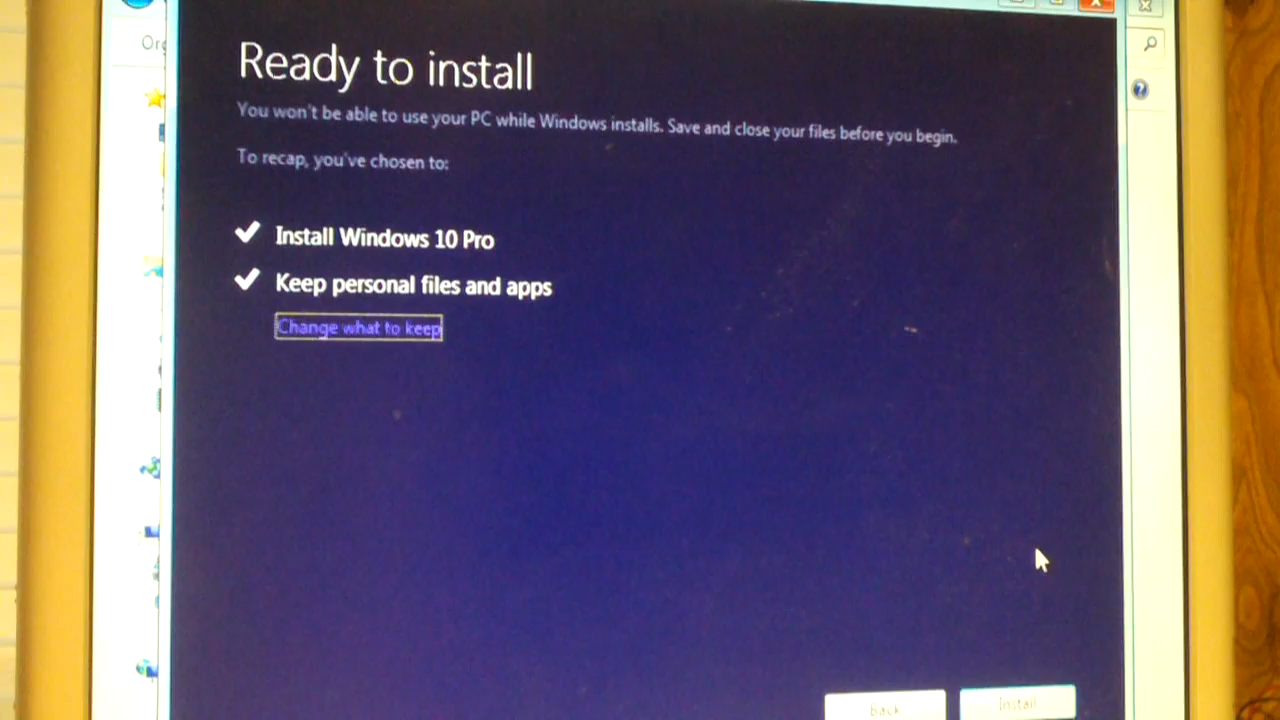 Ready to install
You won't be able to use your PC while Windows installs. Save and close your files before you begin.
To recap, you've chosen to:
Install Windows 10 Pro
Keep personal files and apps
Change what to keep
Back
Install